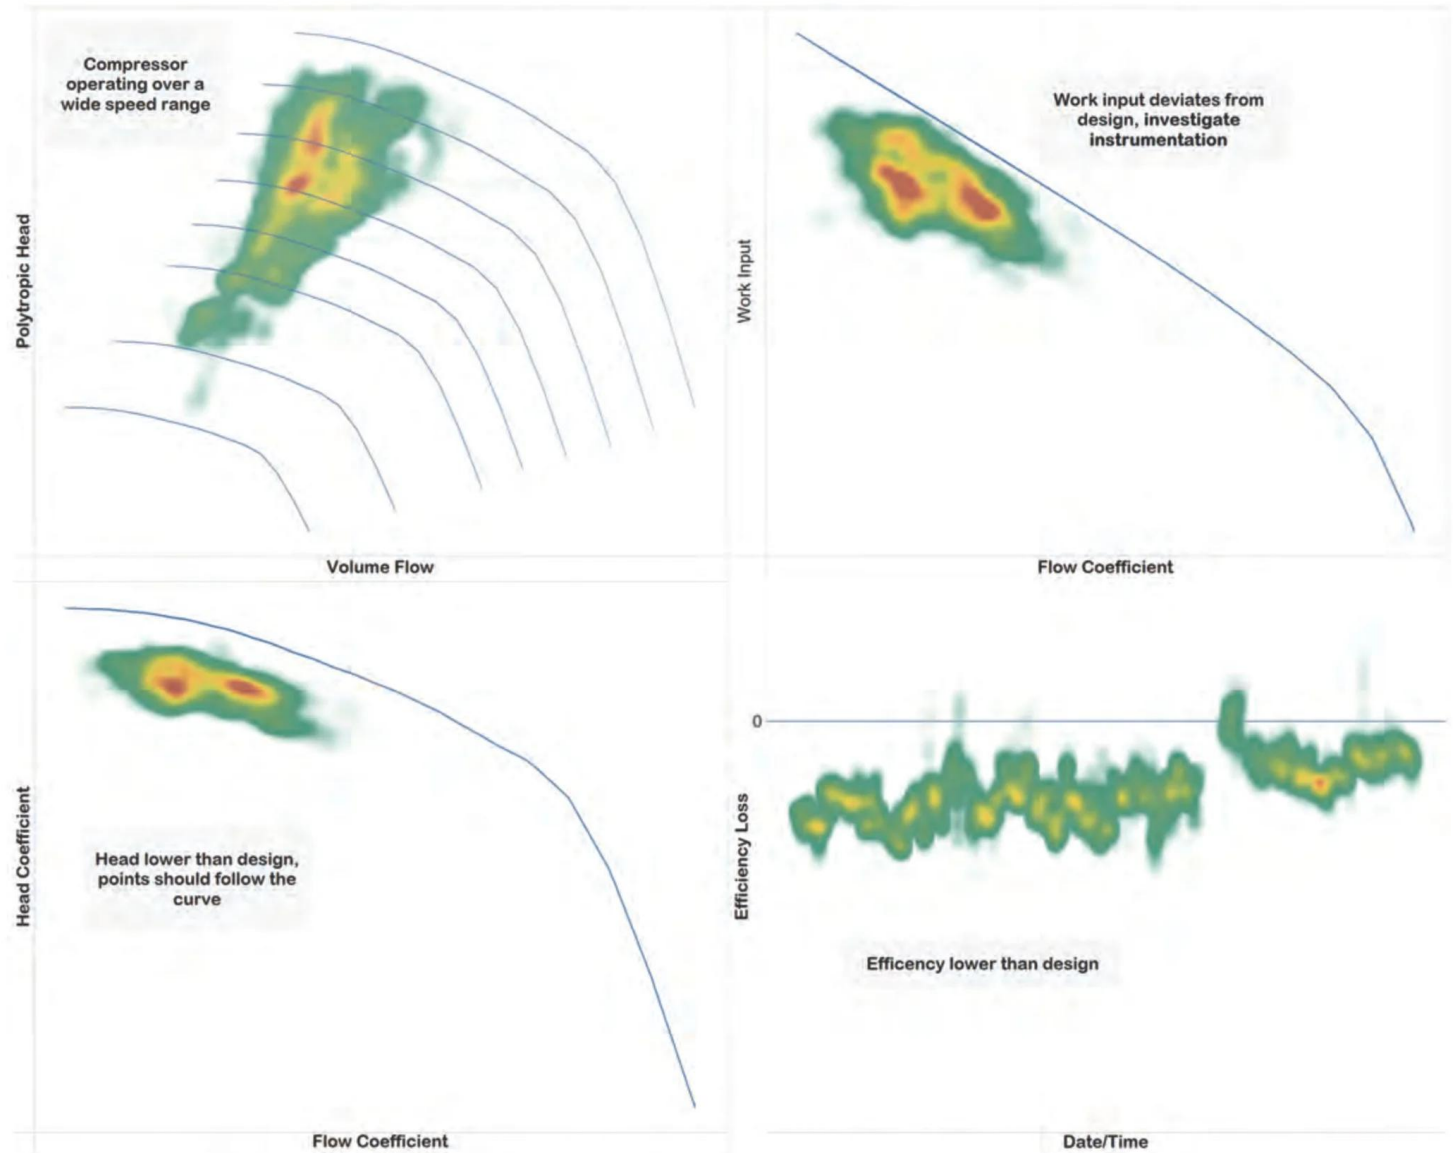 Compressor
operating over a
wide speed range
Polytropic Head
Volume Flow
Work input deviates from
design, investigate
instrumentation
Work Input
Flow Coefficient
Head lower than design,
points should follow the
curve
Head Coefficient
Flow Coefficient
0
Efficiency Loss
Efficency lower than design
Date/Time